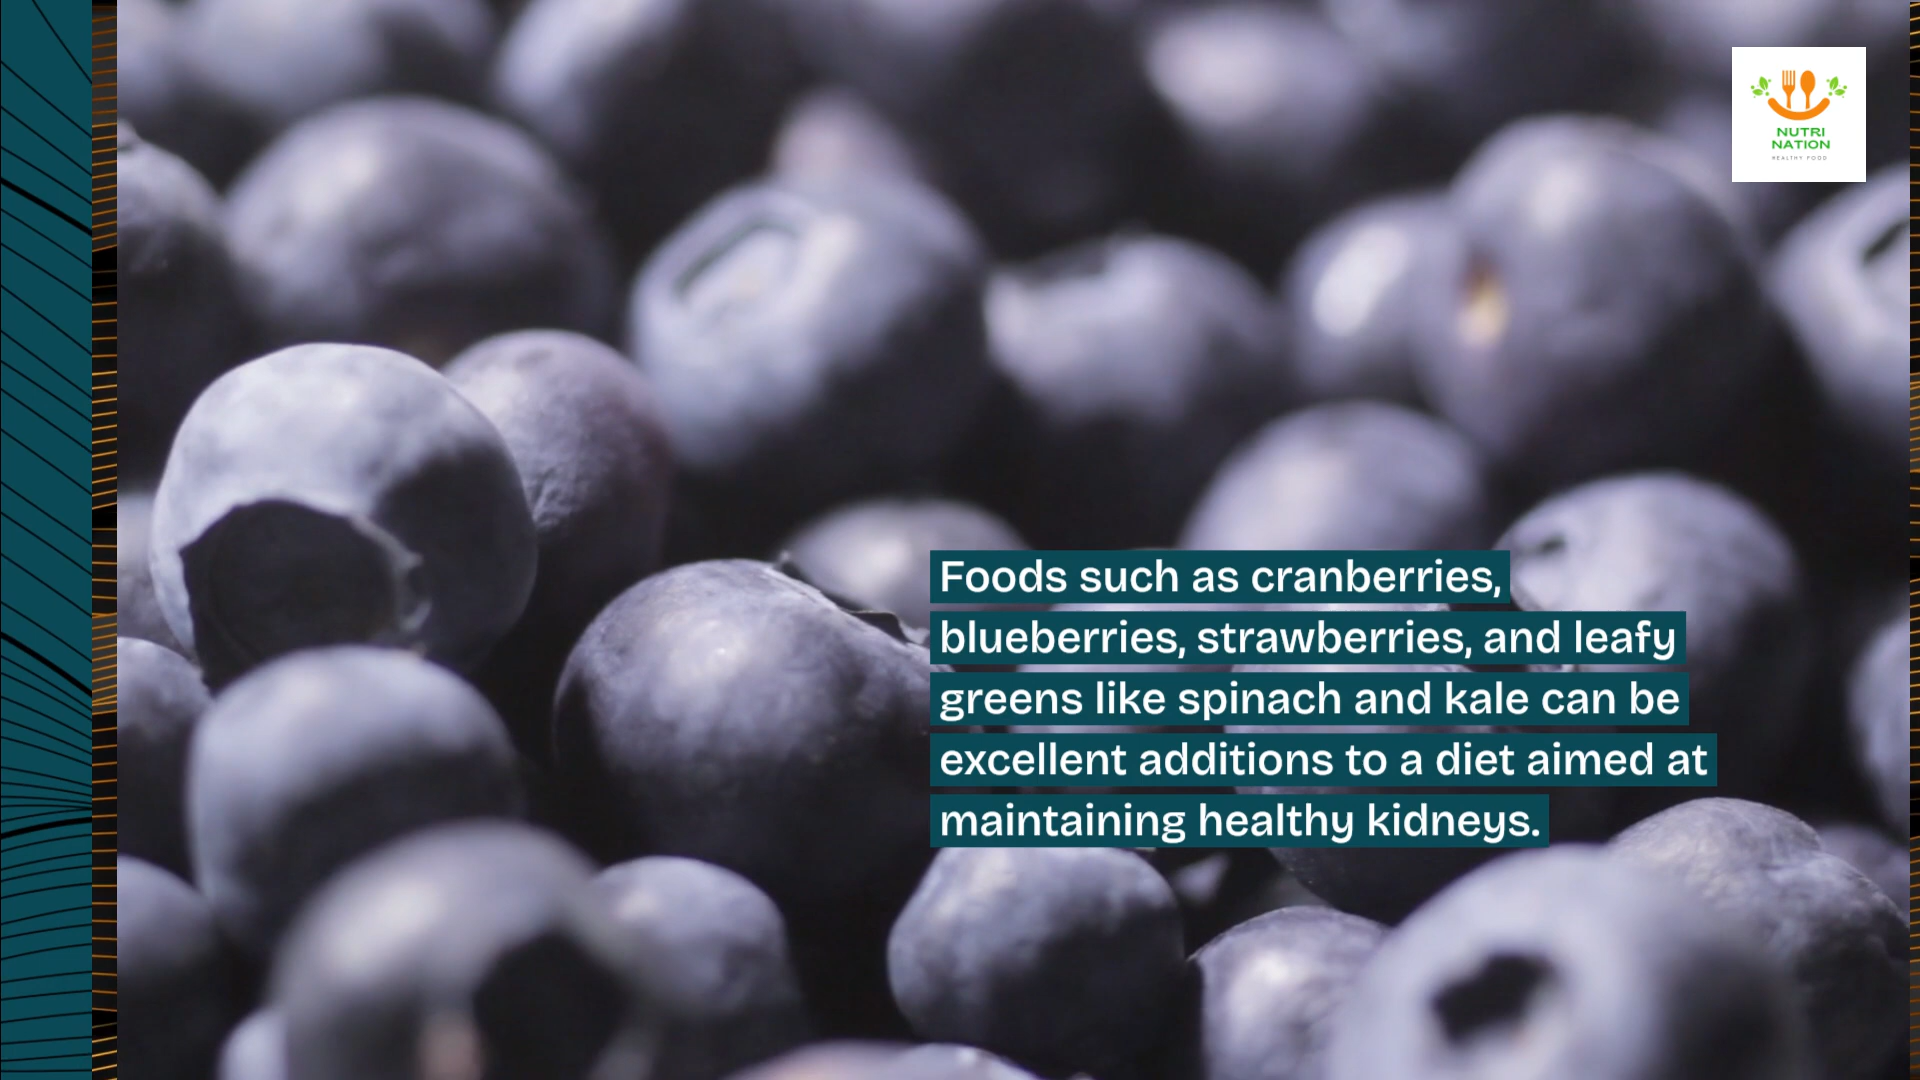 NUTRI
NATION
HEALTHY FOOD
Foods such as cranberries,
blueberries, strawberries, and leafy
greens like spinach and kale can be
excellent additions to a diet aimed at
maintaining healthy kidneys.